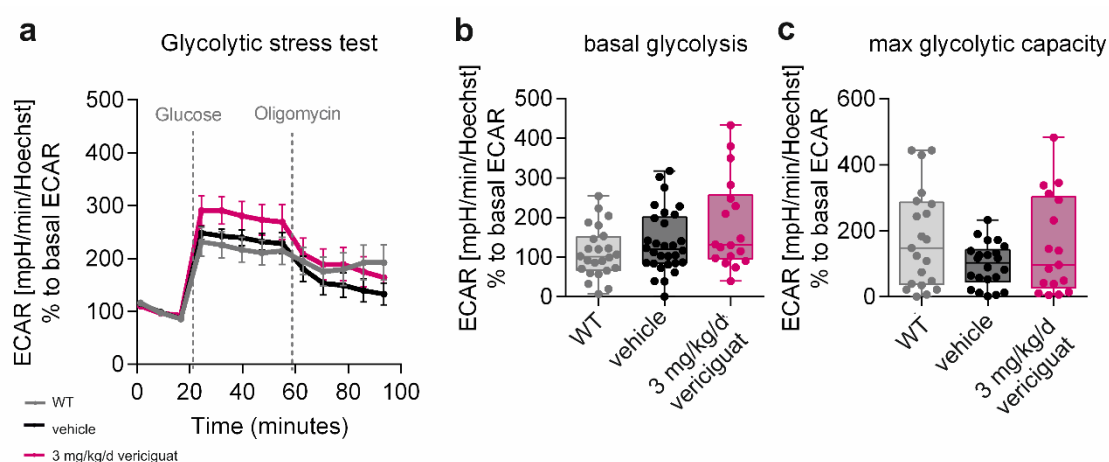 a
Glycolytic stress test
ECAR [mpH/min/Hoechst]
% to basal ECAR
500
400
300
200
100
0
Glucose
Oligomycin
0 20 40 60 80 100
Time (minutes)
WT
vehicle
3 mg/kg/d vericiguat
b
basal glycolysis
ECAR [mpH/min/Hoechst]
% to basal ECAR
500
400
300
200
100
0
WT
vehicle
3 mg/kg/d
vericiguat
c
max glycolytic capacity
ECAR [mpH/min/Hoechst]
% to basal ECAR
600
400
200
0
WT
vehicle
3 mg/kg/d
vericiguat